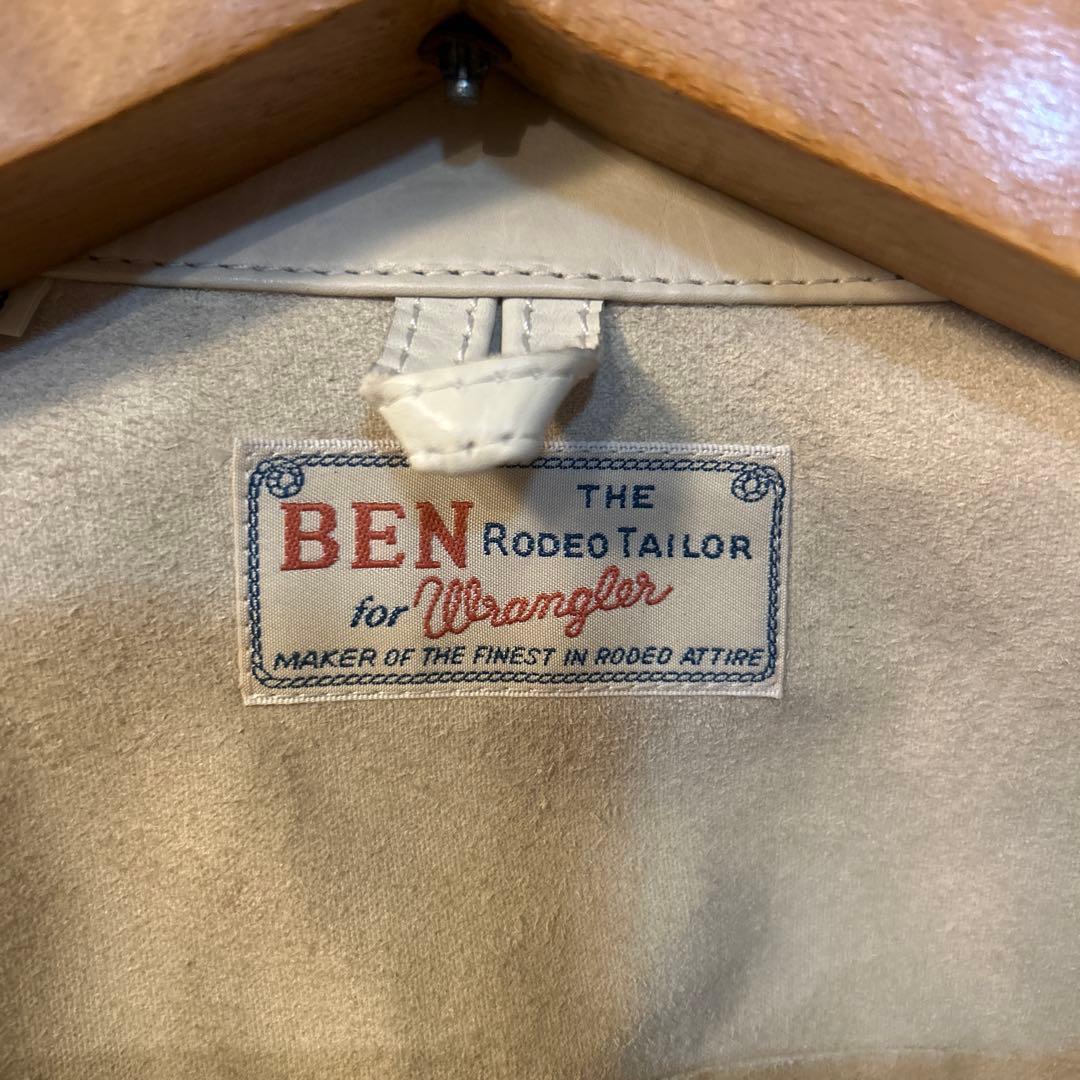 BEN THE
RODEO TAILOR
for Wrangler
MAKER OF THE FINEST IN RODEO ATTIRE